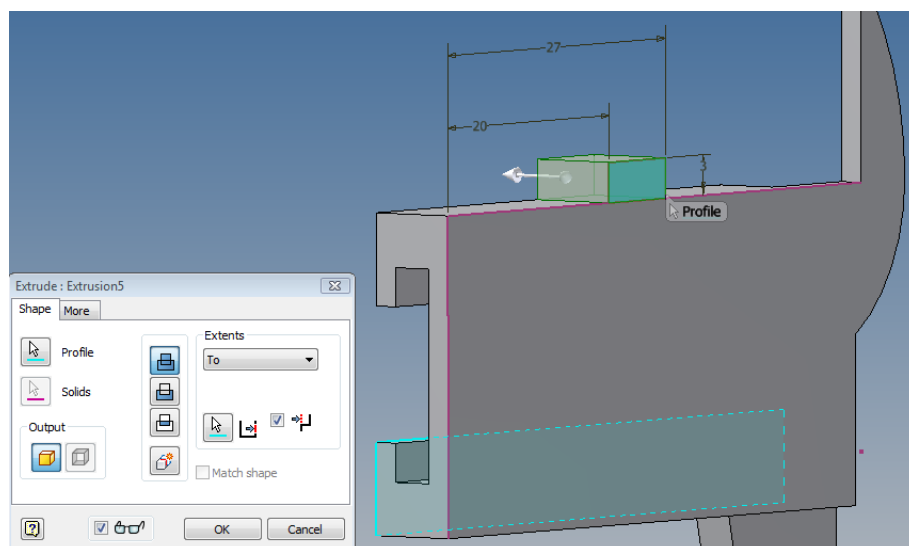 27
20
3
Profile
Extrude : Extrusion5
Shape
More
Profile
Extents
To
Solids
Output
Match shape
OK
Cancel